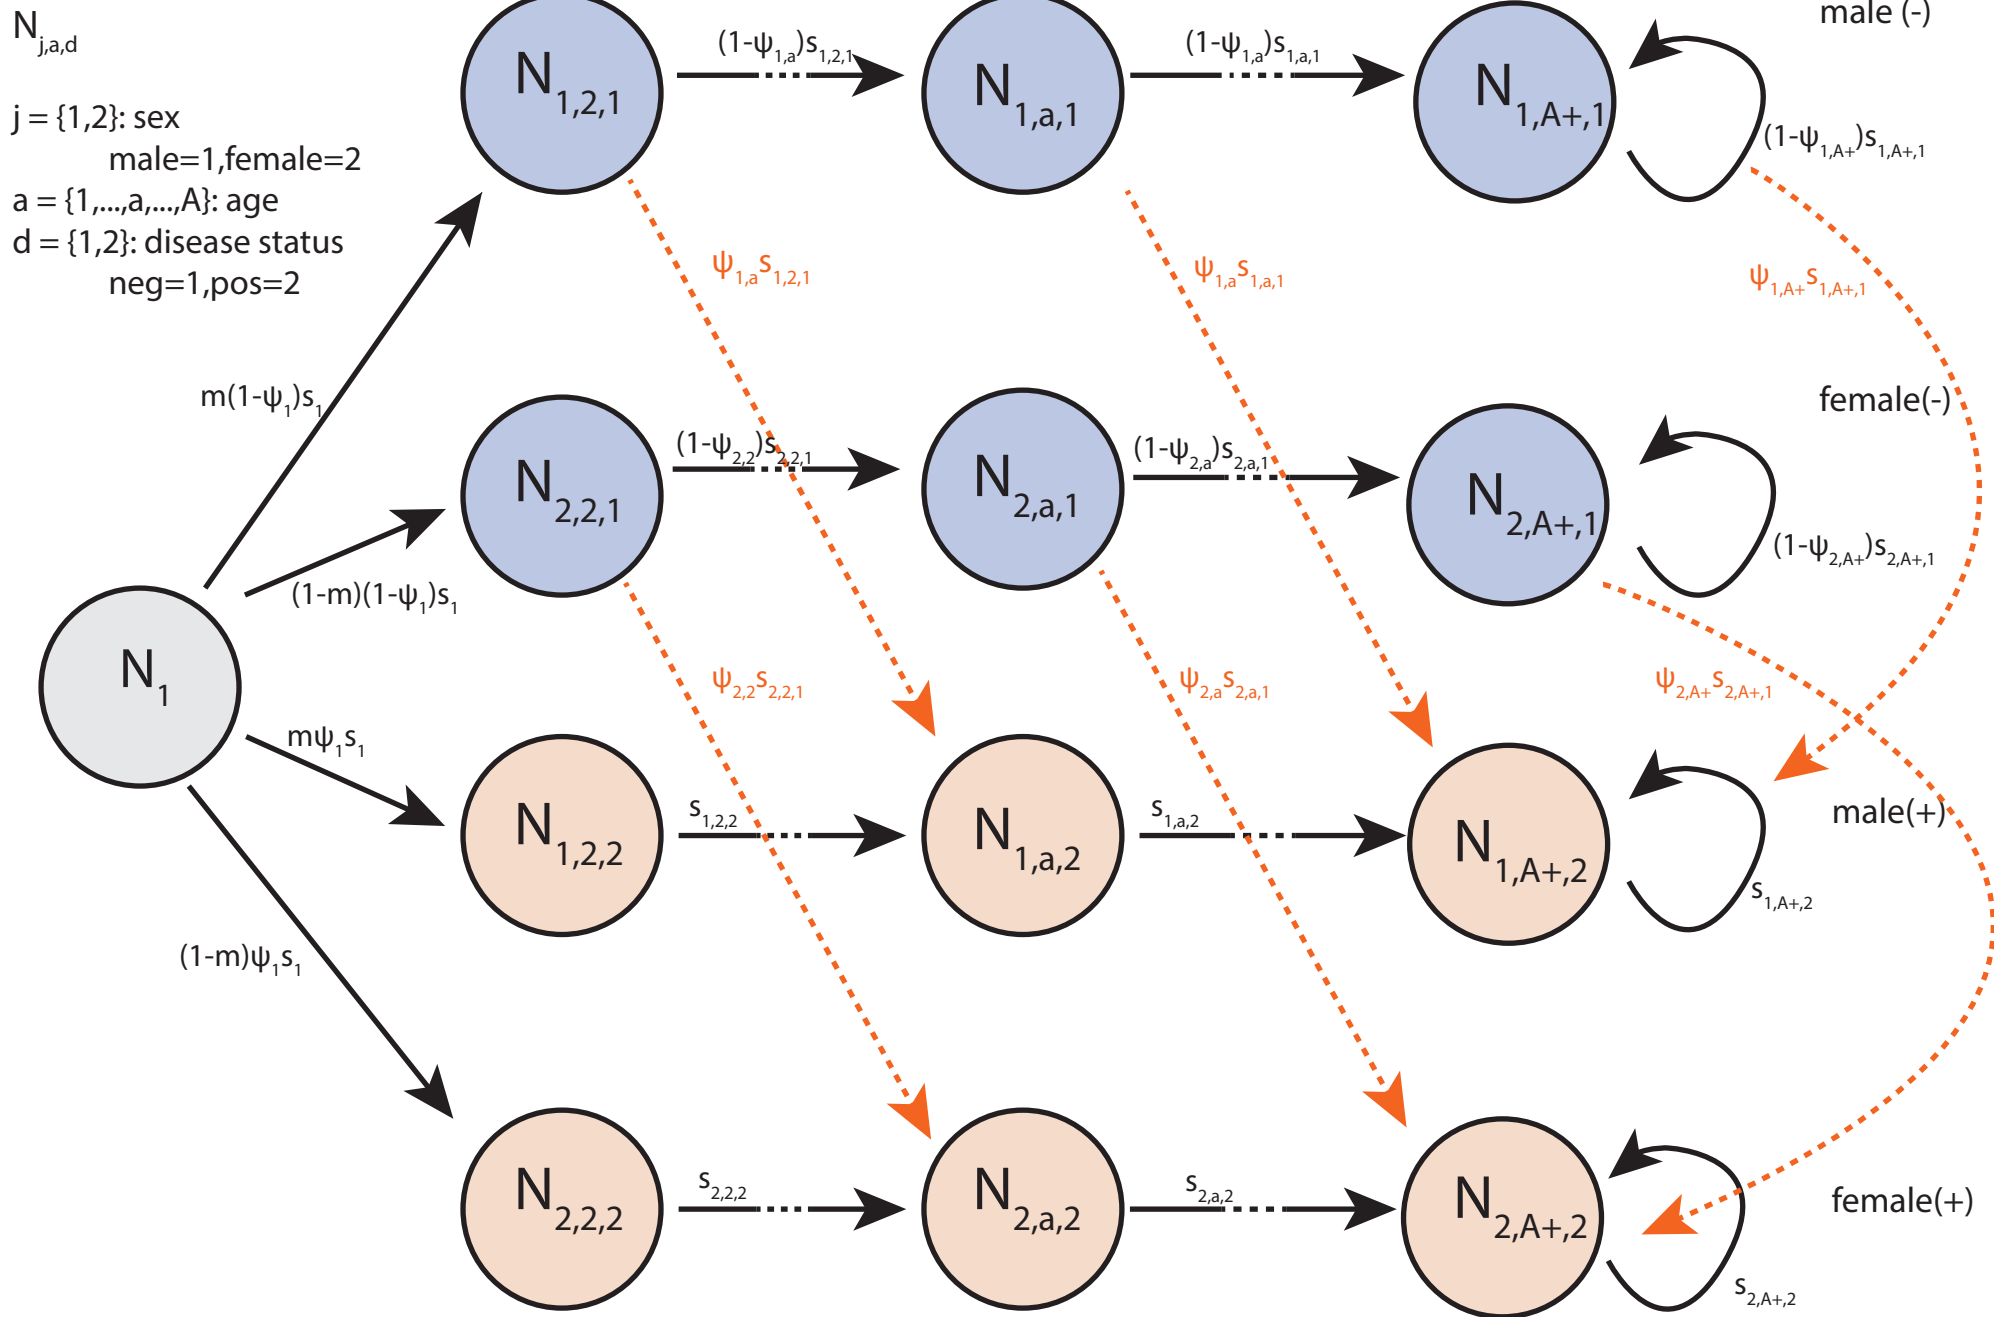 N_{j,a,d}
j = {1,2}: sex
male=1,female=2
a = {1,...,a,...,A}: age
d = {1,2}: disease status
neg=1,pos=2
male (-)
N_{1,2,1}
(1-ψ_{1,a})s_{1,2,1}
N_{1,a,1}
(1-ψ_{1,a})s_{1,a,1}
N_{1,A+,1}
(1-ψ_{1,A+})s_{1,A+,1}
ψ_{1,a}s_{1,2,1}
ψ_{1,a}s_{1,a,1}
ψ_{1,A+}s_{1,A+,1}
m(1-ψ_1)s_1
female(-)
N_{2,2,1}
(1-ψ_{2,2})s_{2,2,1}
N_{2,a,1}
(1-ψ_{2,a})s_{2,a,1}
N_{2,A+,1}
(1-ψ_{2,A+})s_{2,A+,1}
(1-m)(1-ψ_1)s_1
N_1
ψ_{2,2}s_{2,2,1}
ψ_{2,a}s_{2,a,1}
ψ_{2,A+}s_{2,A+,1}
mψ_1s_1
male(+)
N_{1,2,2}
s_{1,2,2}
N_{1,a,2}
s_{1,a,2}
N_{1,A+,2}
s_{1,A+,2}
(1-m)ψ_1s_1
female(+)
N_{2,2,2}
s_{2,2,2}
N_{2,a,2}
s_{2,a,2}
N_{2,A+,2}
s_{2,A+,2}